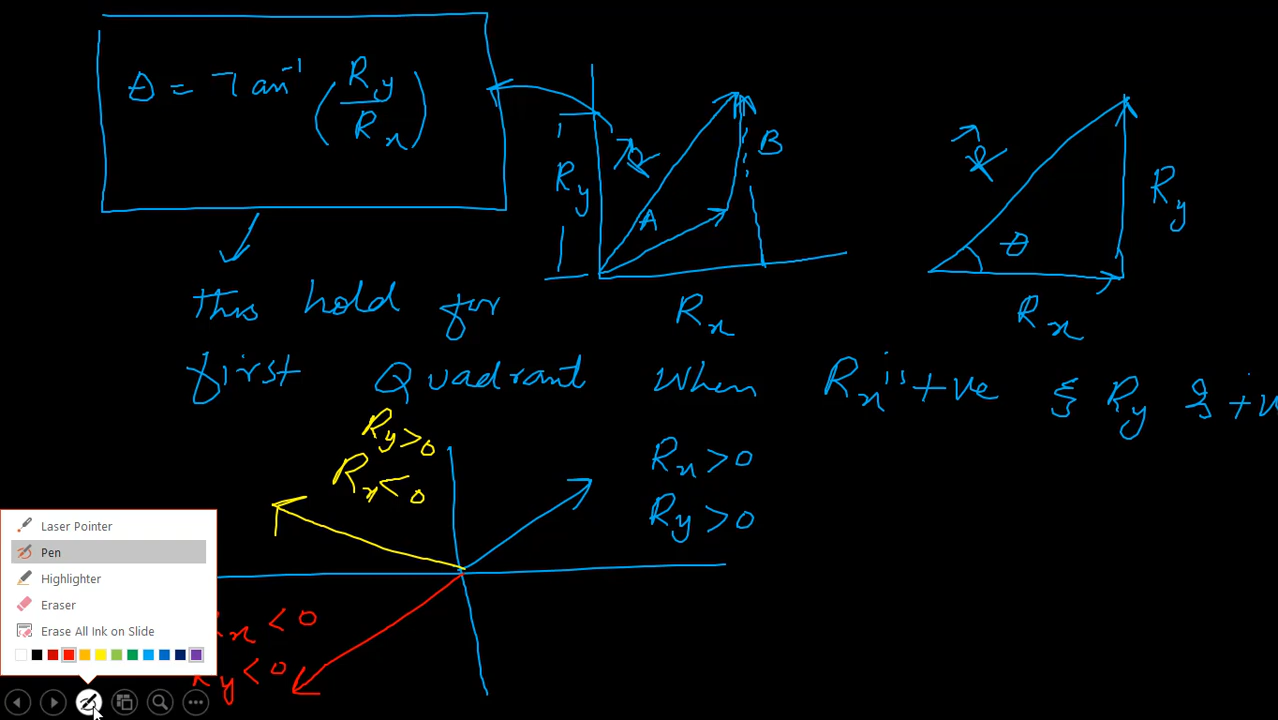 θ = Tan⁻¹ (Ry/Rx)
Ry
R
A
B
Rx
R
θ
Ry
Rx
this hold for
first Quadrant when Rx is +ve & Ry is +v
Ry>0
Rx<0
Rx>0
Ry>0
Rx<0
Ry<0
Laser Pointer
Pen
Highlighter
Eraser
Erase All Ink on Slide